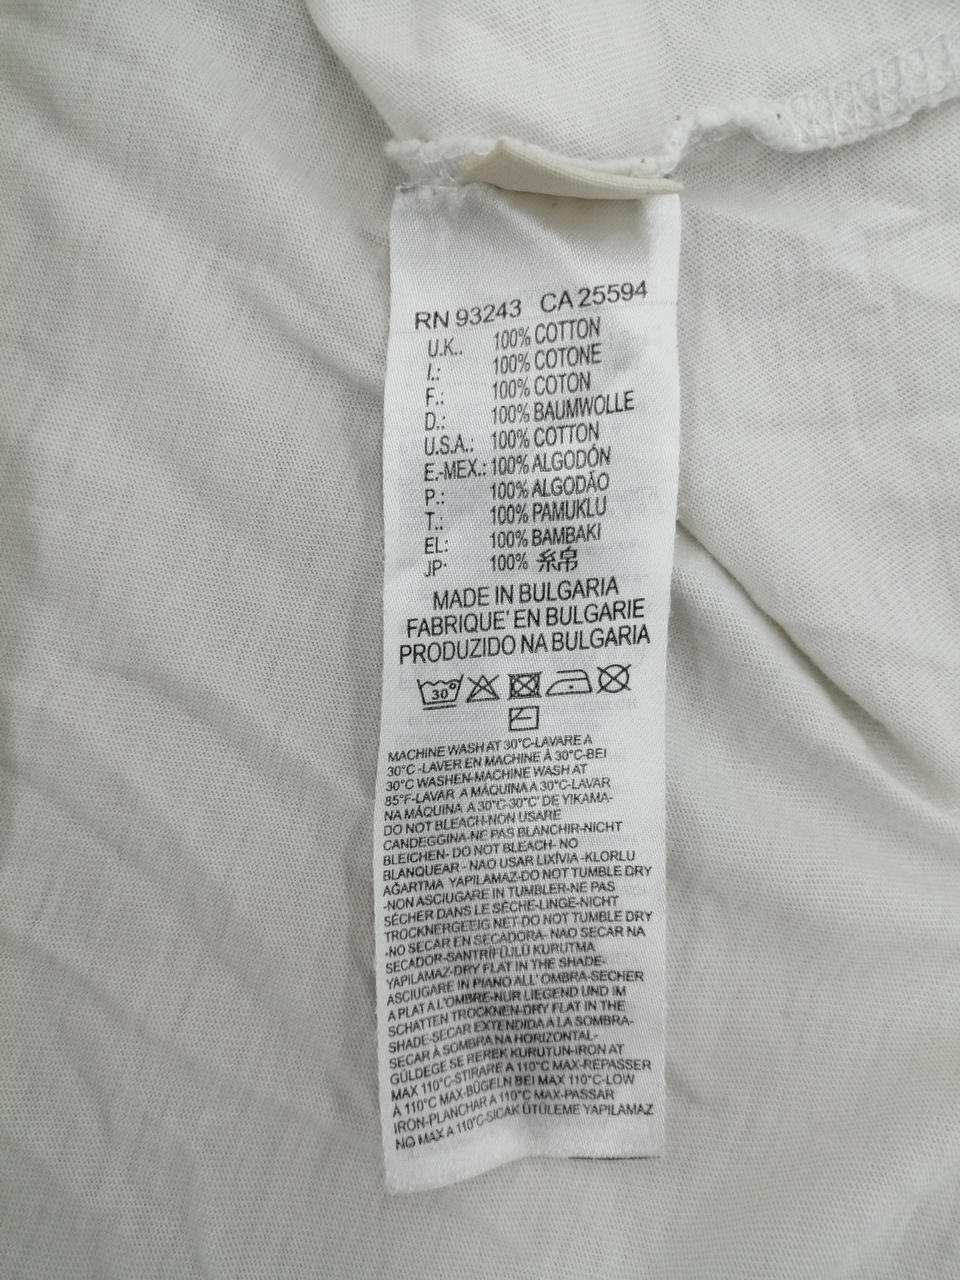 RN 93243 CA 25594
U.K.. 100% COTTON
I.: 100% COTONE
F.: 100% COTON
D.: 100% BAUMWOLLE
U.S.A.: 100% COTTON
E.-MEX.: 100% ALGODÓN
P.: 100% ALGODÃO
T.: 100% PAMUKLU
EL: 100% BAMBAKI
JP: 100% 綿
MADE IN BULGARIA
FABRIQUE' EN BULGARIE
PRODUZIDO NA BULGARIA
30°
MACHINE WASH AT 30°C-LAVARE A
30°C -LAVER EN MACHINE À 30°C-BEI
30°C WASHEN-MACHINE WASH AT
85°F-LAVAR A MÁQUINA A 30°C-LAVAR
NA MÁQUINA A 30°C-30°C' DE YIKAMA-
DO NOT BLEACH-NON USARE
CANDEGGINA-NE PAS BLANCHIR-NICHT
BLEICHEN- DO NOT BLEACH- NO
BLANQUEAR - NAO USAR LIXÍVIA -KLORLU
AĞARTMA YAPILAMAZ-DO NOT TUMBLE DRY
-NON ASCIUGARE IN TUMBLER-NE PAS
SÉCHER DANS LE SÈCHE-LINGE-NICHT
TROCKNERGEEIG NET-DO NOT TUMBLE DRY
-NO SECAR EN SECADORA- NAO SECAR NA
SECADOR-SANTRİFÜJLÜ KURUTMA
YAPILAMAZ-DRY FLAT IN THE SHADE-
ASCIUGARE IN PIANO ALL' OMBRA-SECHER
A PLAT A L'OMBRE-NUR LIEGEND UND IM
SCHATTEN TROCKNEN-DRY FLAT IN THE
SHADE-SECAR EXTENDIDA A LA SOMBRA-
SECAR À SOMBRA NA HORIZONTAL-
GÜLDEGE SE REREK KURUTUN-IRON AT
MAX 110°C-STIRARE A 110°C MAX-REPASSER
À 110°C MAX-BÜGELN BEI MAX 110°C-LOW
IRON-PLANCHAR A 110°C MAX-PASSAR
NO MAX A 110°C-SICAK ÜTÜLEME YAPILAMAZ